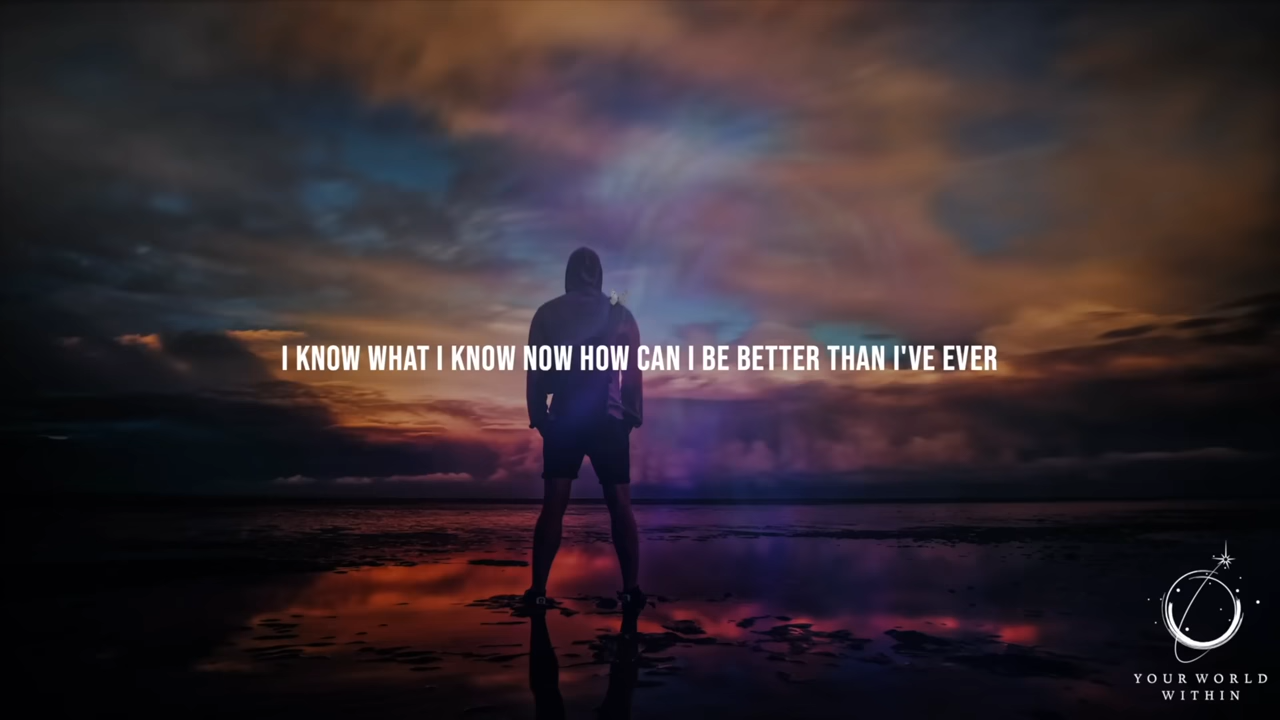 I KNOW WHAT I KNOW NOW HOW CAN I BE BETTER THAN I'VE EVER
YOUR WORLD
WITHIN